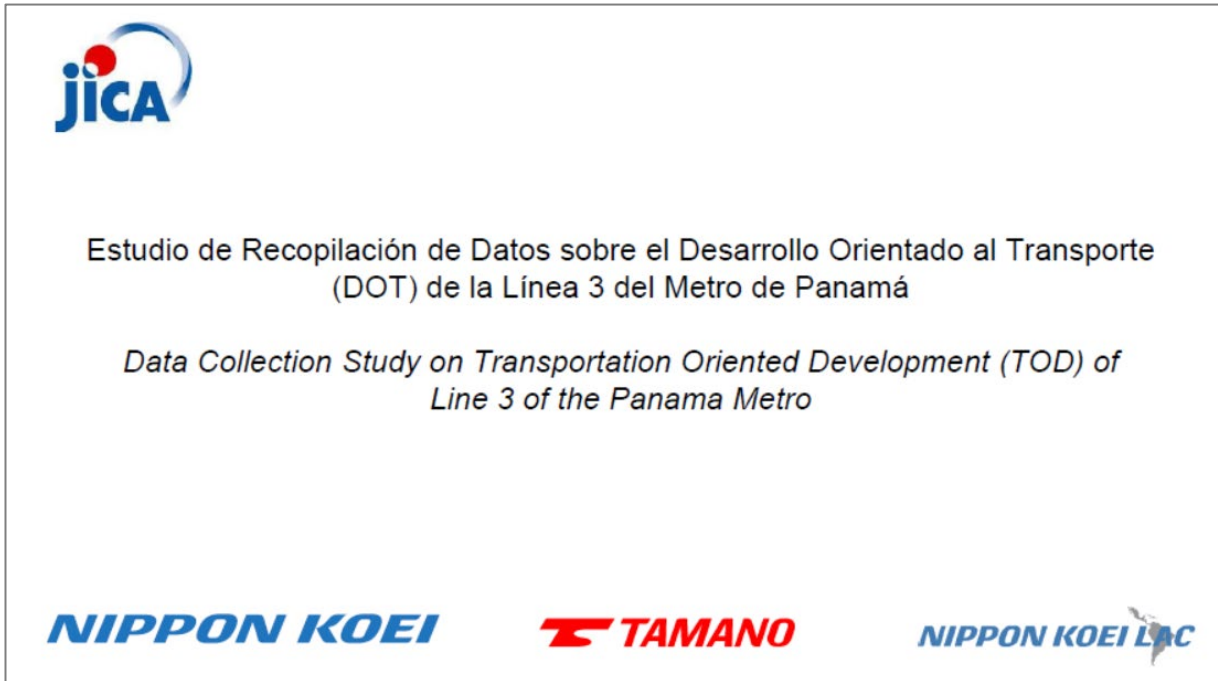 jica
Estudio de Recopilación de Datos sobre el Desarrollo Orientado al Transporte
(DOT) de la Línea 3 del Metro de Panamá
Data Collection Study on Transportation Oriented Development (TOD) of
Line 3 of the Panama Metro
NIPPON KOEI
TAMANO
NIPPON KOEI LAC